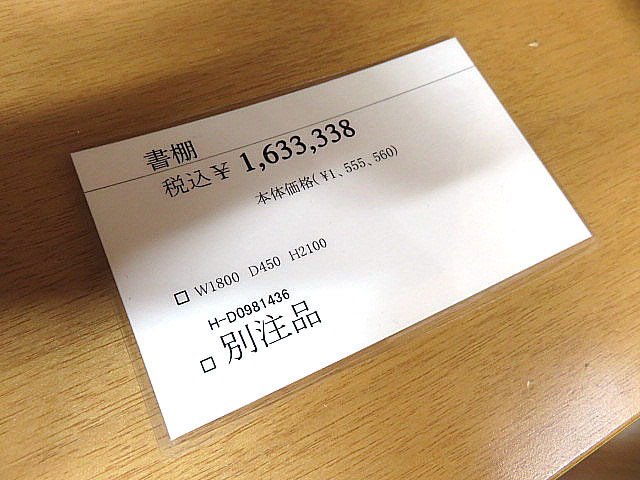 書棚
税込¥ 1,633,338
本体価格(¥1、555、560)
□ W1800 D450 H2100
H-D0981436
□ 別注品